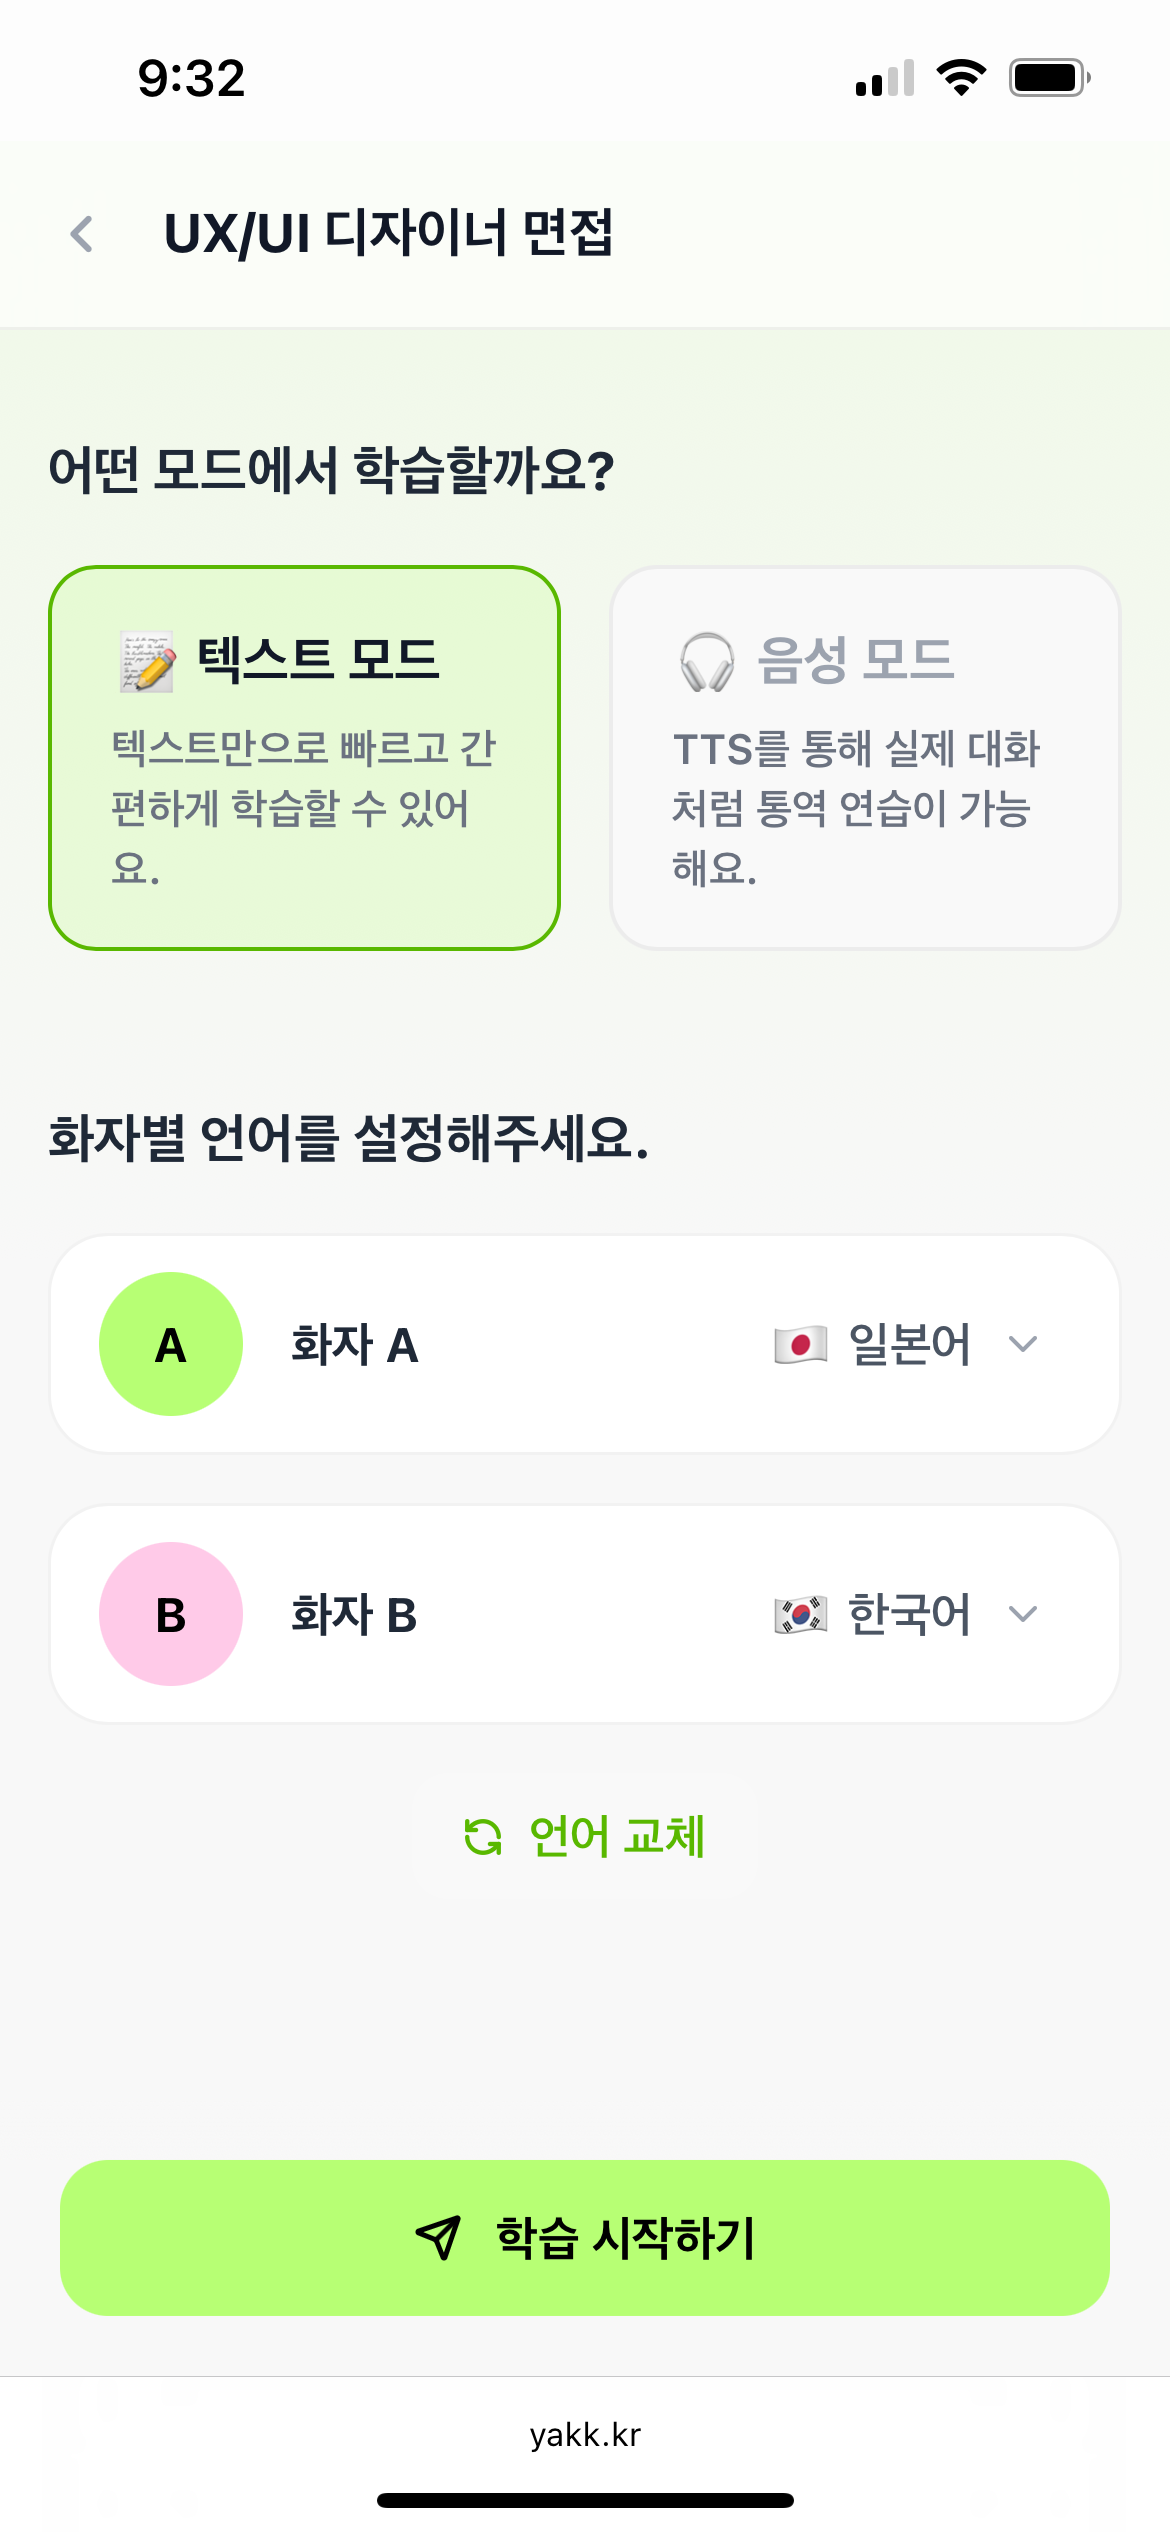 9:32
UX/UI 디자이너 면접
어떤 모드에서 학습할까요?
텍스트 모드
텍스트만으로 빠르고 간
편하게 학습할 수 있어
요.
음성 모드
TTS를 통해 실제 대화
처럼 통역 연습이 가능
해요.
화자별 언어를 설정해주세요.
A 화자 A 일본어
B 화자 B 한국어
언어 교체
학습 시작하기
yakk.kr